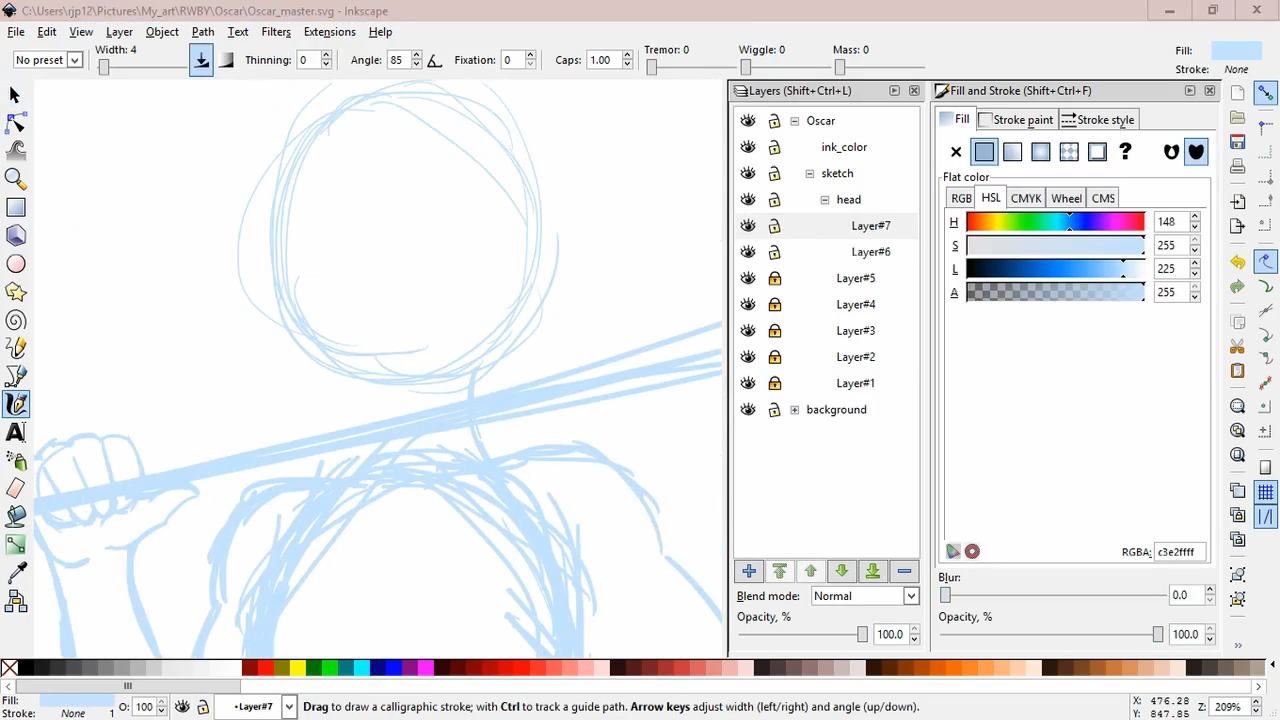 C:\Users\rjp12\Pictures\My_art\RWBY\Oscar\Oscar_master.svg - Inkscape
File Edit View Layer Object Path Text Filters Extensions Help
No preset Width: 4 Thinning: 0 Angle: 85 Fixation: 0 Caps: 1.00 Tremor: 0 Wiggle: 0 Mass: 0 Fill: Stroke: None
Layers (Shift+Ctrl+L)
Oscar
ink_color
sketch
head
Layer#7
Layer#6
Layer#5
Layer#4
Layer#3
Layer#2
Layer#1
background
Blend mode: Normal
Opacity, % 100.0
Fill and Stroke (Shift+Ctrl+F)
Fill Stroke paint Stroke style
?
Flat color
RGB HSL CMYK Wheel CMS
H 148
S 255
L 225
A 255
RGBA: c3e2ffff
Blur:
0.0
Opacity, %
100.0
Fill:
Stroke: None 1 O: 100 •Layer#7 Drag to draw a calligraphic stroke; with Ctrl to track a guide path. Arrow keys adjust width (left/right) and angle (up/down). X: 476.28 Y: 847.85 Z: 209%